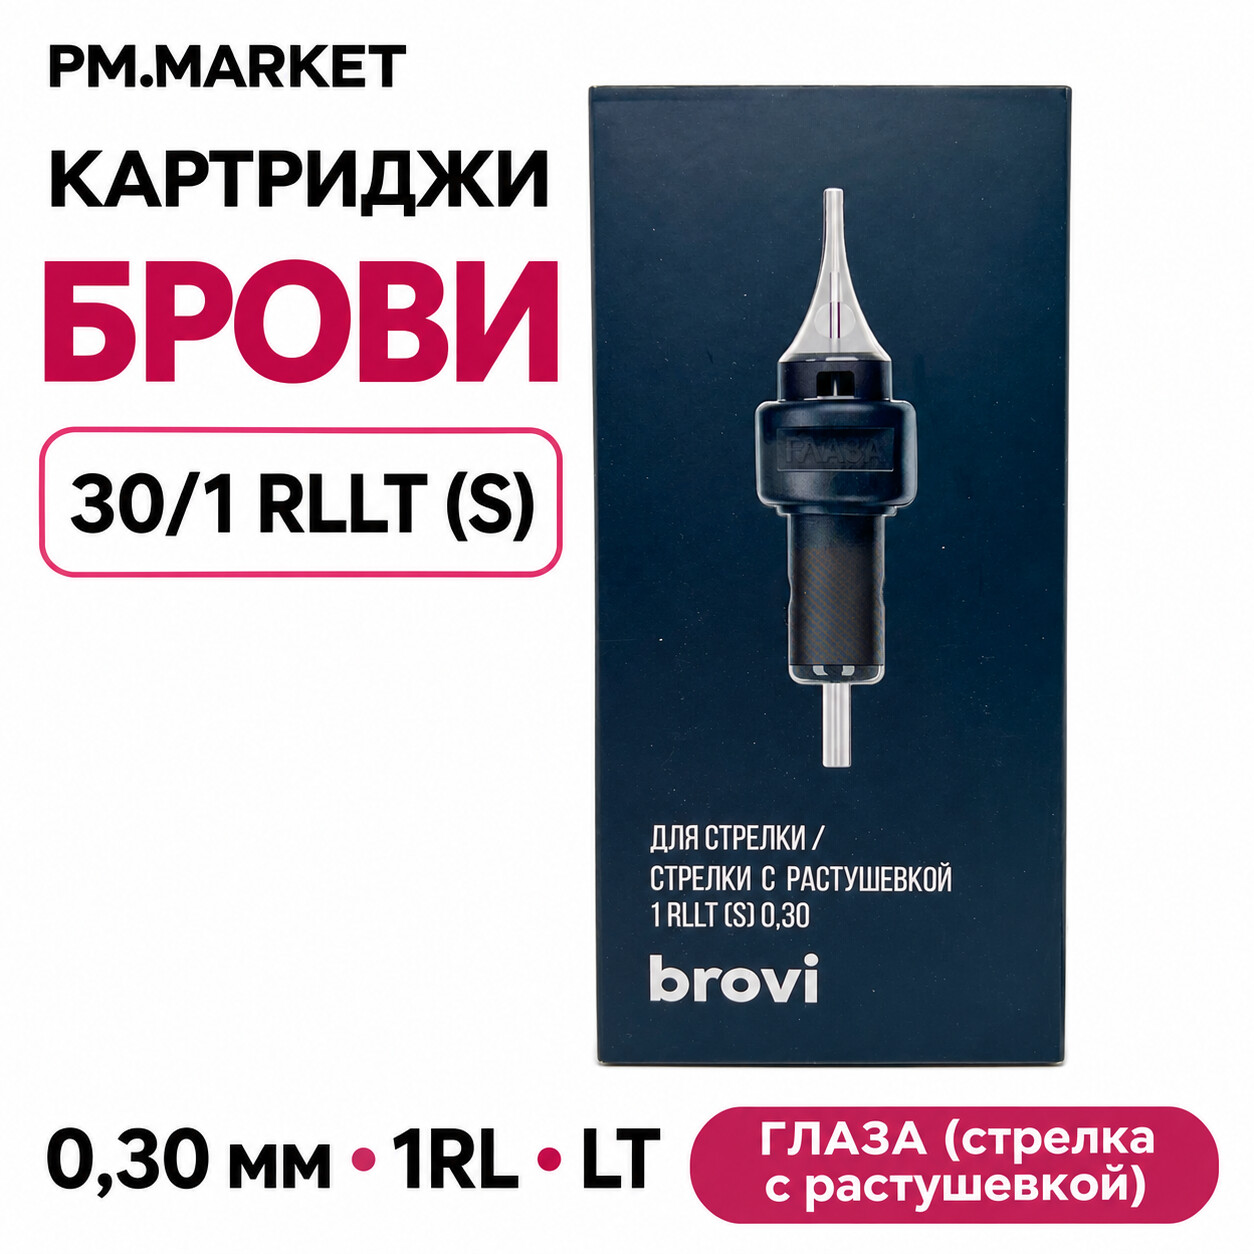 PM.MARKET
КАРТРИДЖИ
БРОВИ
30/1 RLLT (S)
ДЛЯ СТРЕЛКИ /
СТРЕЛКИ С РАСТУШЕВКОЙ
1 RLLT (S) 0,30
brovi
0,30 мм • 1RL • LT
ГЛАЗА (стрелка
с растушевкой)